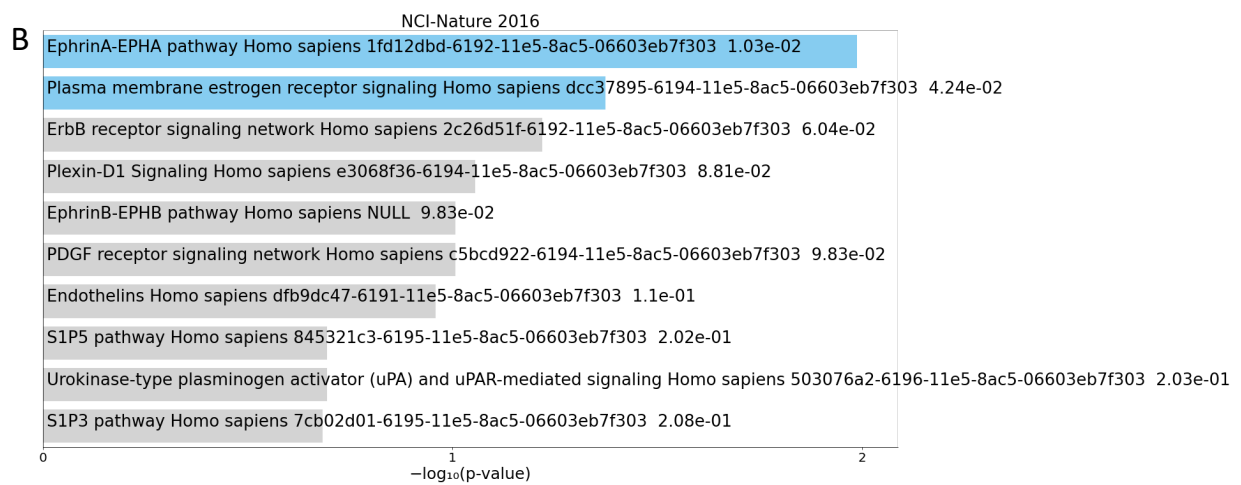 NCI-Nature 2016
B
EphrinA-EPHA pathway Homo sapiens 1fd12dbd-6192-11e5-8ac5-06603eb7f303 1.03e-02
Plasma membrane estrogen receptor signaling Homo sapiens dcc37895-6194-11e5-8ac5-06603eb7f303 4.24e-02
ErbB receptor signaling network Homo sapiens 2c26d51f-6192-11e5-8ac5-06603eb7f303 6.04e-02
Plexin-D1 Signaling Homo sapiens e3068f36-6194-11e5-8ac5-06603eb7f303 8.81e-02
EphrinB-EPHB pathway Homo sapiens NULL 9.83e-02
PDGF receptor signaling network Homo sapiens c5bcd922-6194-11e5-8ac5-06603eb7f303 9.83e-02
Endothelins Homo sapiens dfb9dc47-6191-11e5-8ac5-06603eb7f303 1.1e-01
S1P5 pathway Homo sapiens 845321c3-6195-11e5-8ac5-06603eb7f303 2.02e-01
Urokinase-type plasminogen activator (uPA) and uPAR-mediated signaling Homo sapiens 503076a2-6196-11e5-8ac5-06603eb7f303 2.03e-01
S1P3 pathway Homo sapiens 7cb02d01-6195-11e5-8ac5-06603eb7f303 2.08e-01
0 1 2
−log₁₀(p-value)